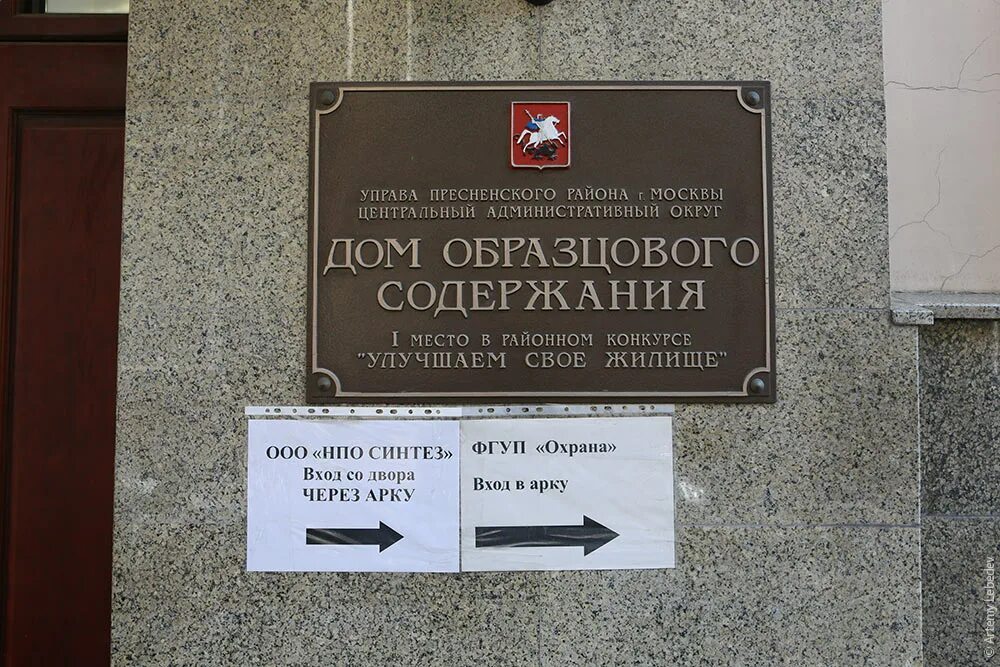 УПРАВА ПРЕСНЕНСКОГО РАЙОНА г. МОСКВЫ
ЦЕНТРАЛЬНЫЙ АДМИНИСТРАТИВНЫЙ ОКРУГ
ДОМ ОБРАЗЦОВОГО
СОДЕРЖАНИЯ
I МЕСТО В РАЙОННОМ КОНКУРСЕ
"УЛУЧШАЕМ СВОЕ ЖИЛИЩЕ"
ООО «НПО СИНТЕЗ»
Вход со двора
ЧЕРЕЗ АРКУ
ФГУП «Охрана»
Вход в арку
© Artemy Lebedev